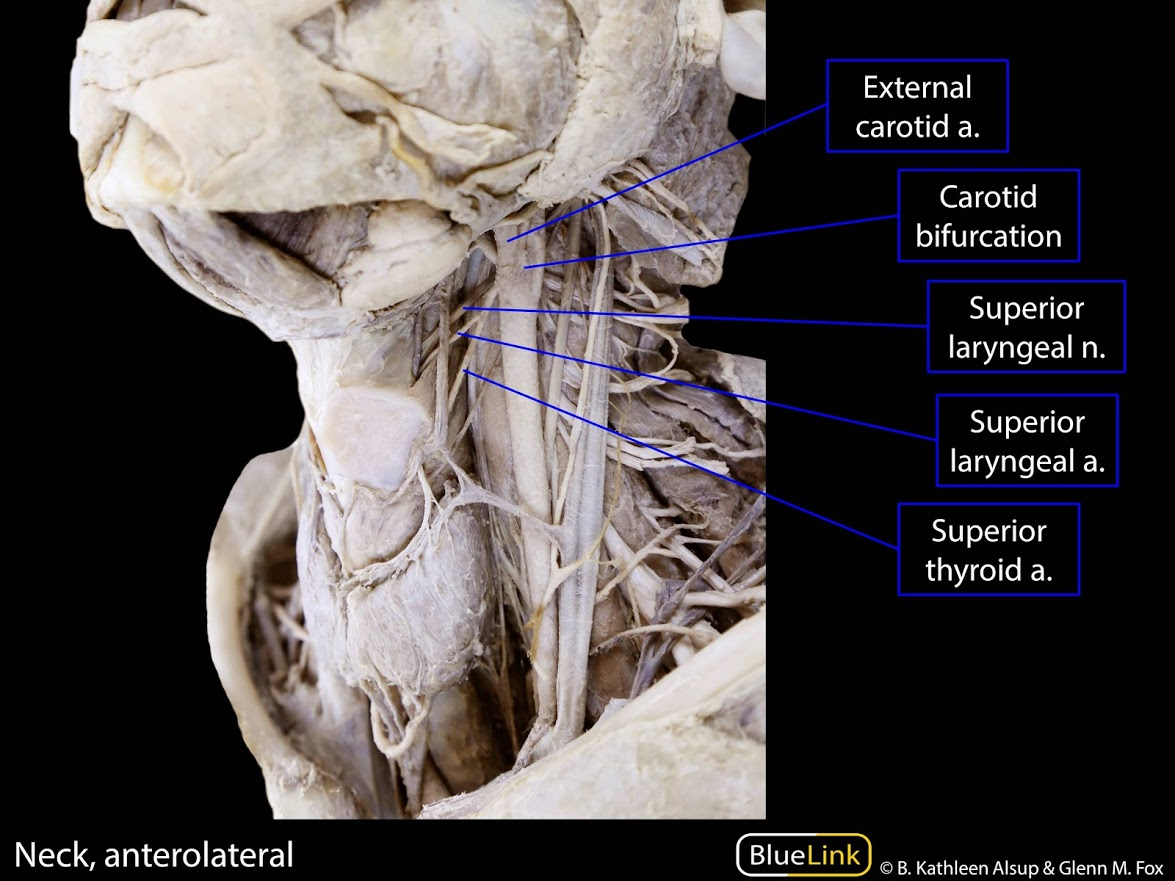 External
carotid a.
Carotid
bifurcation
Superior
laryngeal n.
Superior
laryngeal a.
Superior
thyroid a.
Neck, anterolateral
BlueLink
© B. Kathleen Alsup & Glenn M. Fox